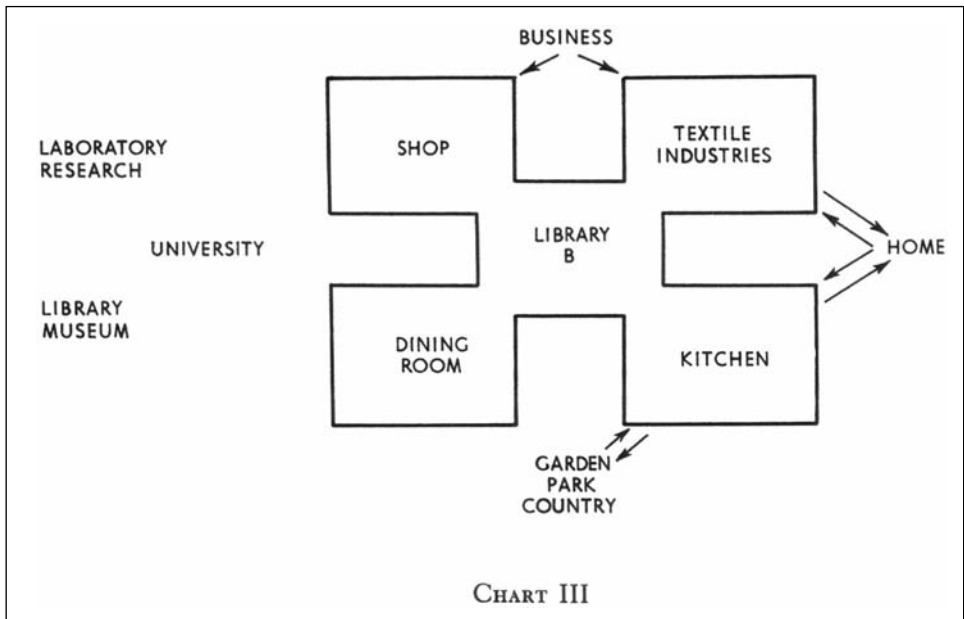 BUSINESS
SHOP
TEXTILE
INDUSTRIES
LABORATORY
RESEARCH
UNIVERSITY
LIBRARY
B
HOME
LIBRARY
MUSEUM
DINING
ROOM
KITCHEN
GARDEN
PARK
COUNTRY
CHART III